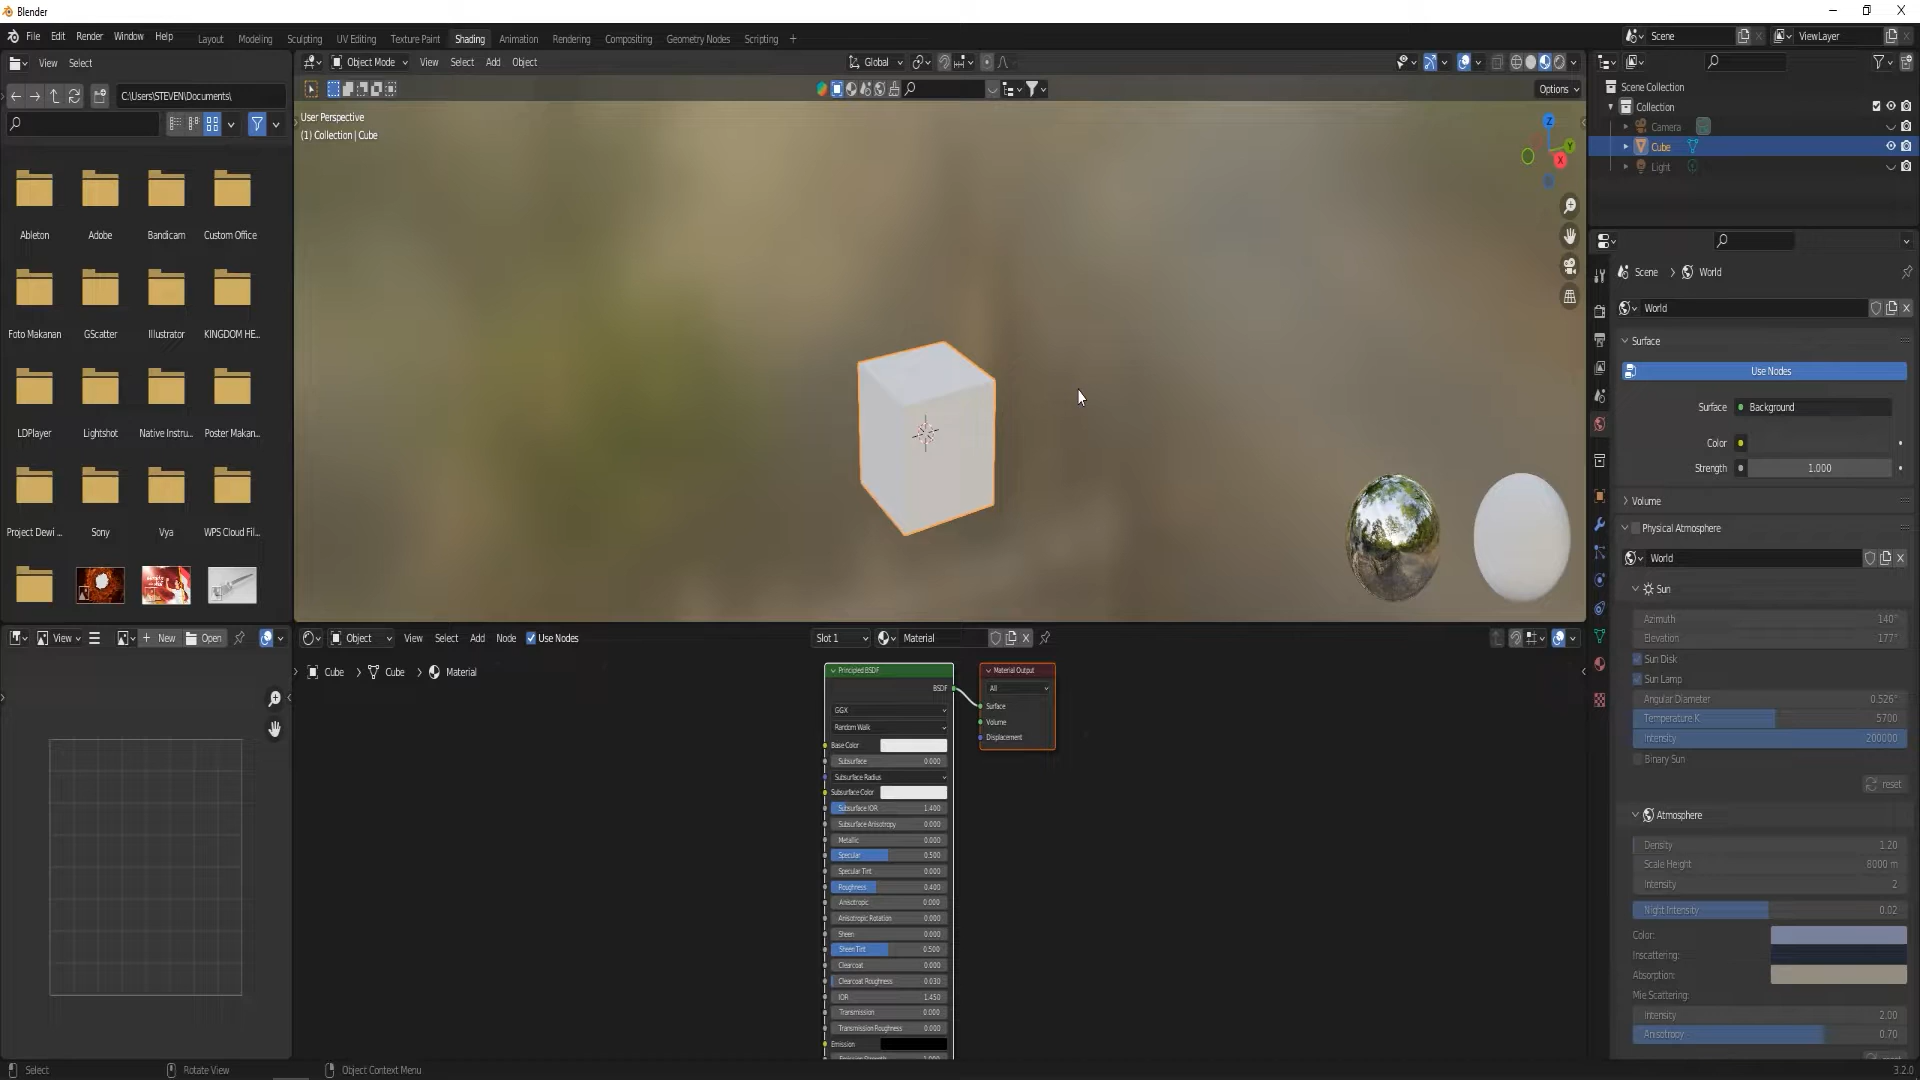 Blender
File Edit Render Window Help Layout Modeling Sculpting UV Editing Texture Paint Shading Animation Rendering Compositing Geometry Nodes Scripting +
Scene
ViewLayer
View Select
C:\Users\STEVEN\Documents\
Ableton Adobe Bandicam Custom Office
Foto Makanan GScatter Illustrator KINGDOM HE...
LDPlayer Lightshot Native Instru... Poster Makan...
Project Dewi ... Sony Vya WPS Cloud Fil...
Object Mode View Select Add Object
Global
Options
User Perspective
(1) Collection | Cube
Z
Y
X
Scene Collection
Collection
Camera
Cube
Light
Scene > World
World
Surface
Use Nodes
Surface Background
Color
Strength 1.000
Volume
Physical Atmosphere
World
Sun
Azimuth 140°
Elevation 177°
Sun Disk
Sun Lamp
Angular Diameter 0.526°
Temperature K 5700
Intensity 200000
Binary Sun
reset
Atmosphere
Density 1.20
Scale Height 8000 m
Intensity 2
Night Intensity 0.02
Color:
Inscattering:
Absorption:
Mie Scattering:
Intensity 2.00
Anisotropy 0.70
View New Open
Object View Select Add Node Use Nodes
Slot 1 Material
Cube > Cube > Material
Principled BSDF
BSDF
GGX
Random Walk
Base Color
Subsurface 0.000
Subsurface Radius
Subsurface Color
Subsurface IOR 1.400
Subsurface Anisotropy 0.000
Metallic 0.000
Specular 0.500
Specular Tint 0.000
Roughness 0.400
Anisotropic 0.000
Anisotropic Rotation 0.000
Sheen 0.000
Sheen Tint 0.500
Clearcoat 0.000
Clearcoat Roughness 0.030
IOR 1.450
Transmission 0.000
Transmission Roughness 0.000
Emission
Material Output
All
Surface
Volume
Displacement
Select Rotate View Object Context Menu
3.2.0